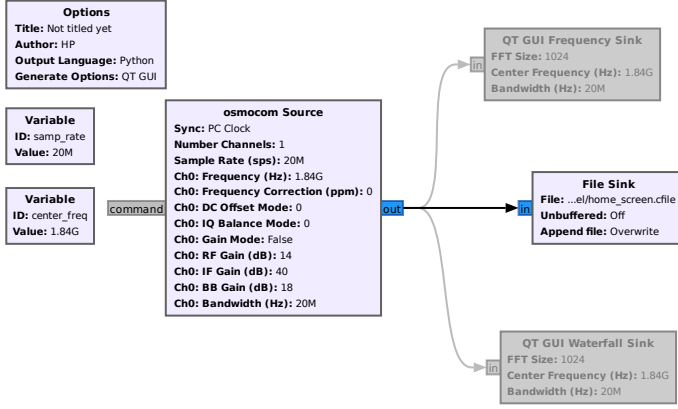 Options
Title: Not titled yet
Author: HP
Output Language: Python
Generate Options: QT GUI
Variable
ID: samp_rate
Value: 20M
Variable
ID: center_freq
Value: 1.84G
command
osmocom Source
Sync: PC Clock
Number Channels: 1
Sample Rate (sps): 20M
Ch0: Frequency (Hz): 1.84G
Ch0: Frequency Correction (ppm): 0
Ch0: DC Offset Mode: 0
Ch0: IQ Balance Mode: 0
Ch0: Gain Mode: False
Ch0: RF Gain (dB): 14
Ch0: IF Gain (dB): 40
Ch0: BB Gain (dB): 18
Ch0: Bandwidth (Hz): 20M
out
in
QT GUI Frequency Sink
FFT Size: 1024
Center Frequency (Hz): 1.84G
Bandwidth (Hz): 20M
in
File Sink
File: ...el/home_screen.cfile
Unbuffered: Off
Append file: Overwrite
in
QT GUI Waterfall Sink
FFT Size: 1024
Center Frequency (Hz): 1.84G
Bandwidth (Hz): 20M